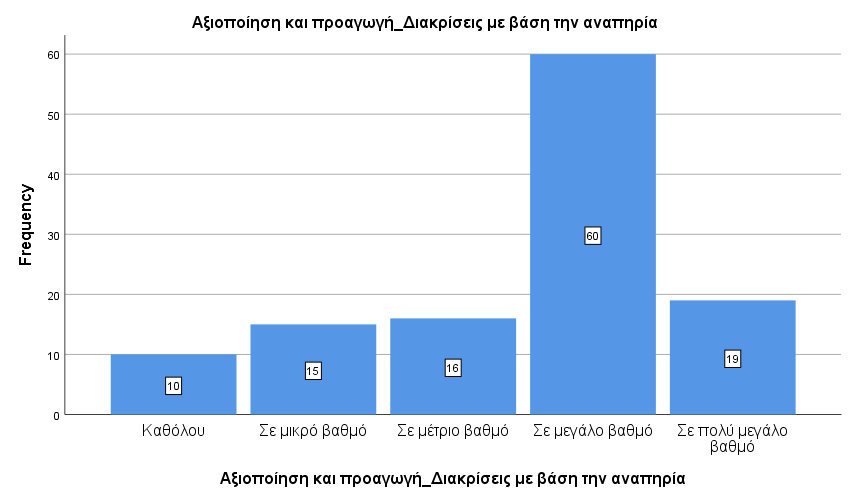 Αξιοποίηση και προαγωγή_Διακρίσεις με βάση την αναπηρία
60
50
40
30
20
10
0
Frequency
10
15
16
60
19
Καθόλου
Σε μικρό βαθμό
Σε μέτριο βαθμό
Σε μεγάλο βαθμό
Σε πολύ μεγάλο
βαθμό
Αξιοποίηση και προαγωγή_Διακρίσεις με βάση την αναπηρία